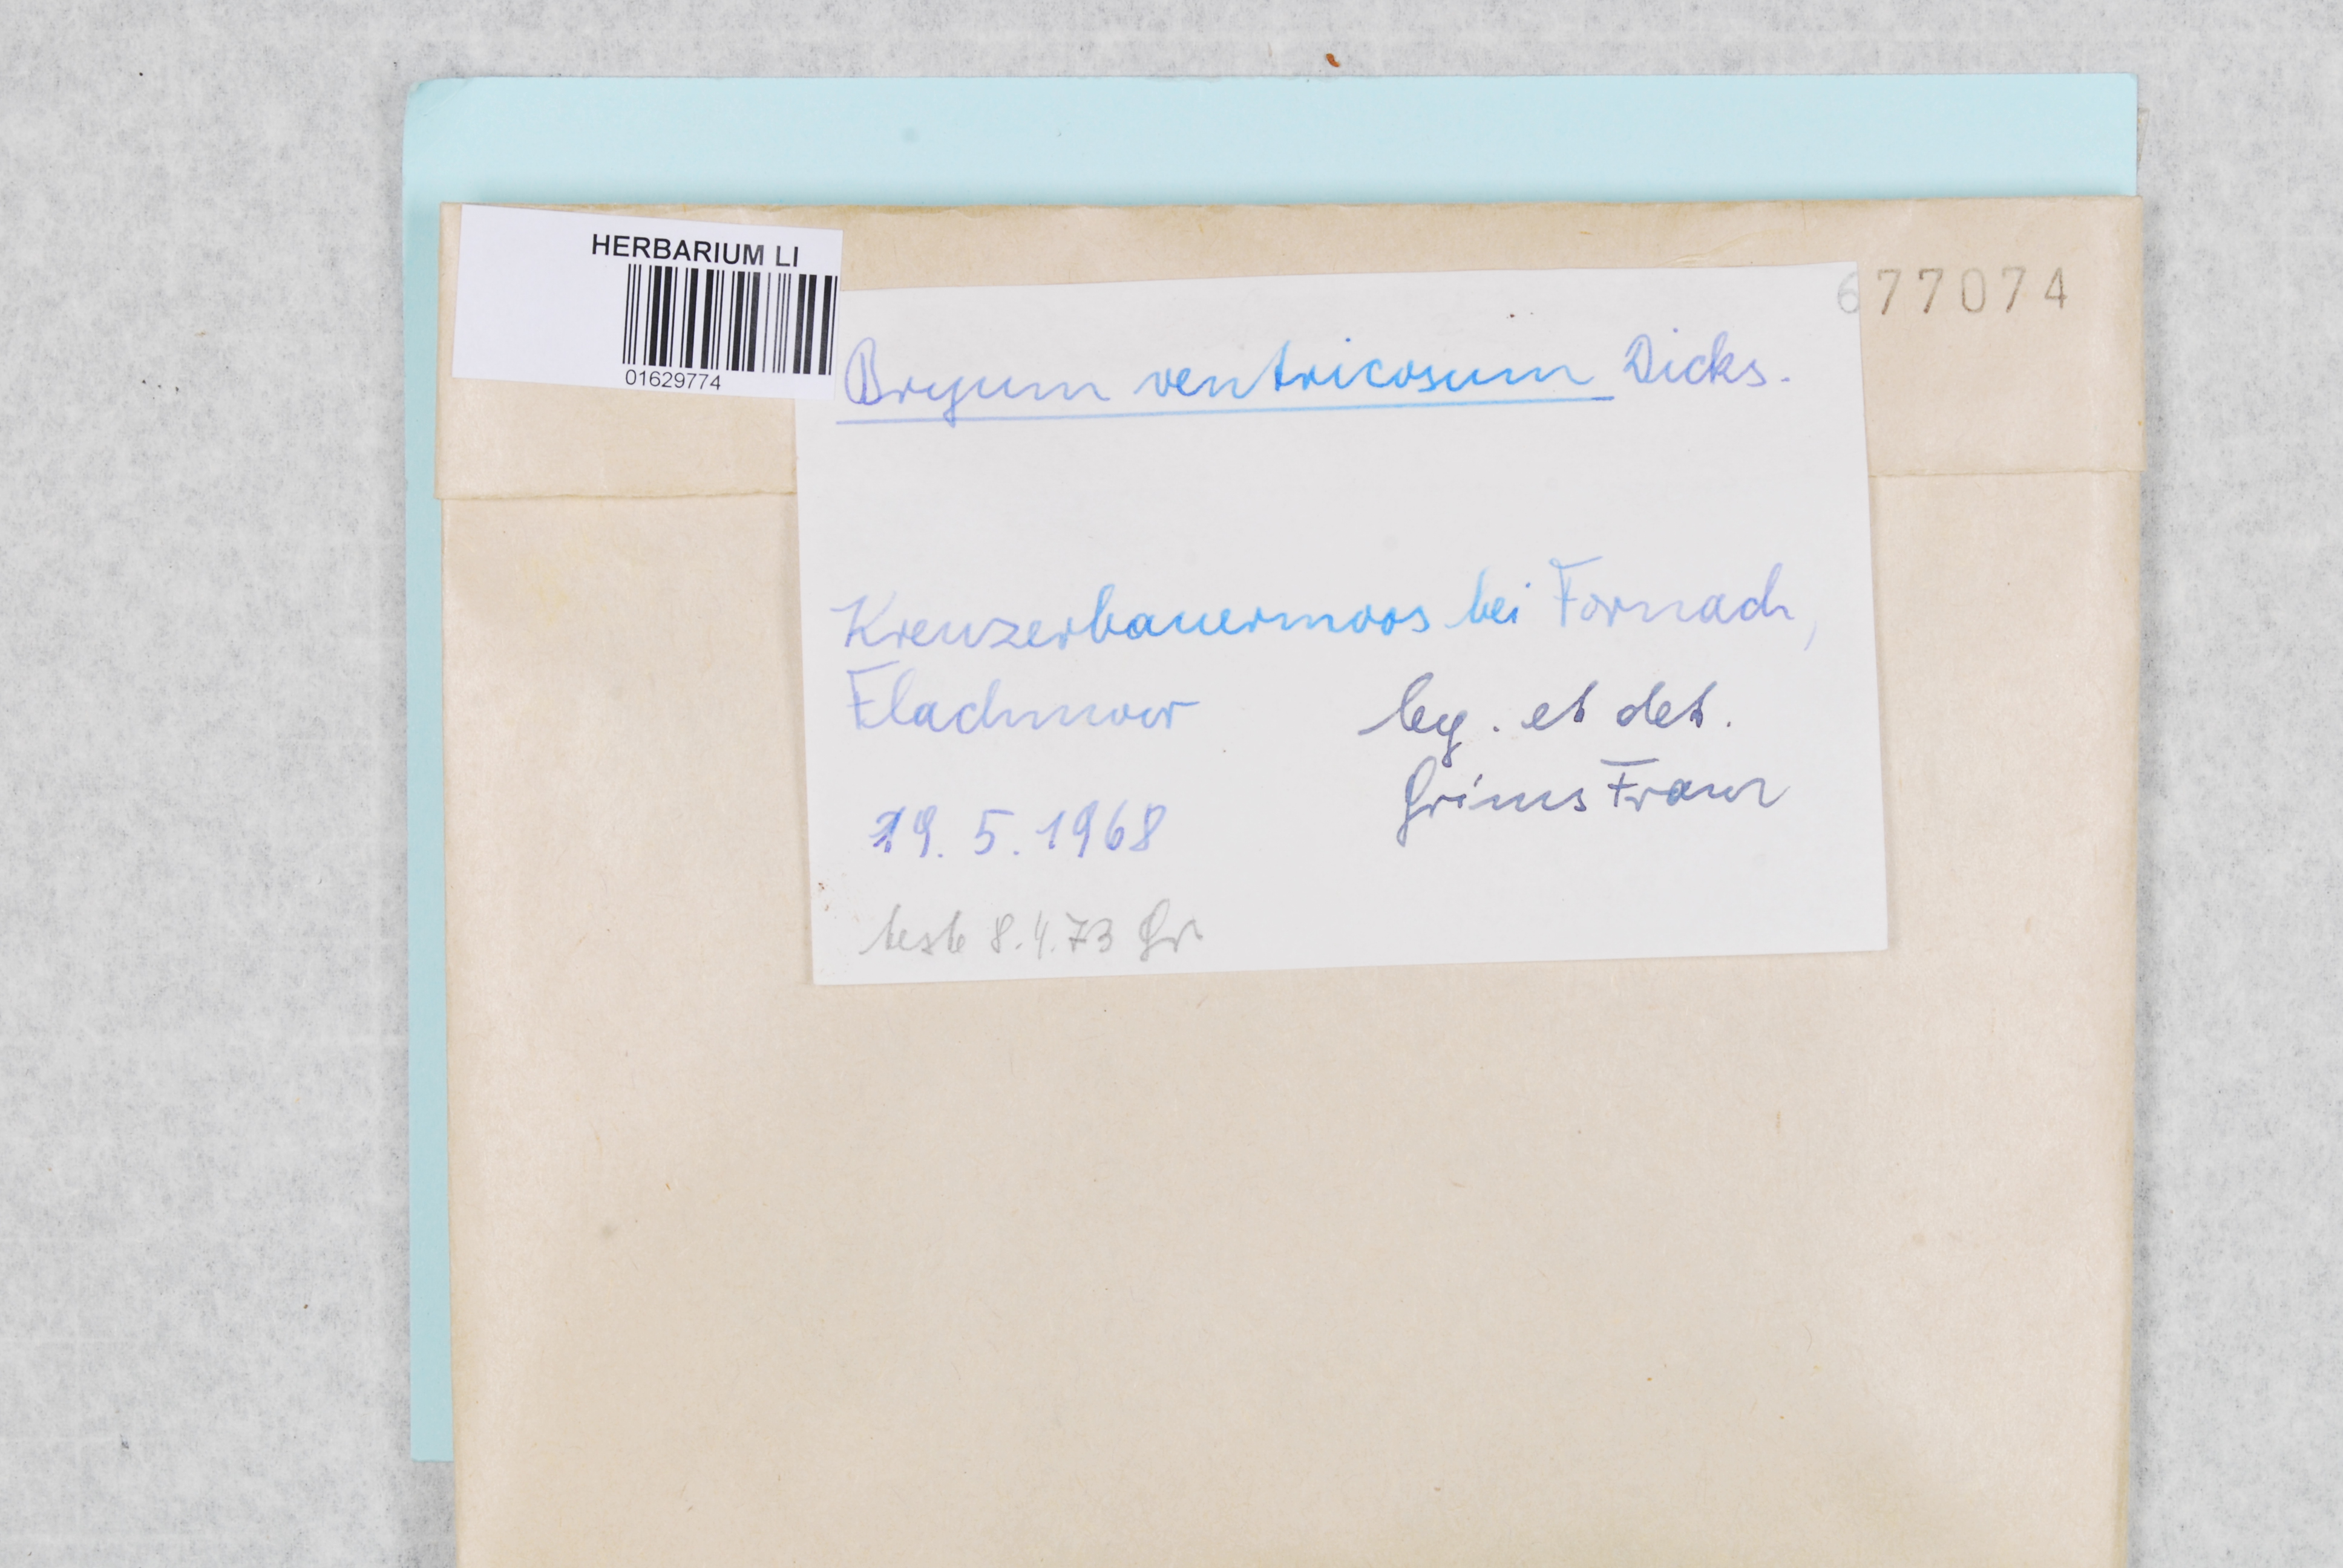 HERBARIUM LI
01629774
677074
Bryum ventricosum Dicks.
Kreuzerbauermoos bei Fornach,
Flachmoor
leg. et det.
Grims Franz
19. 5. 1968
teste 8.4.73 Gr.